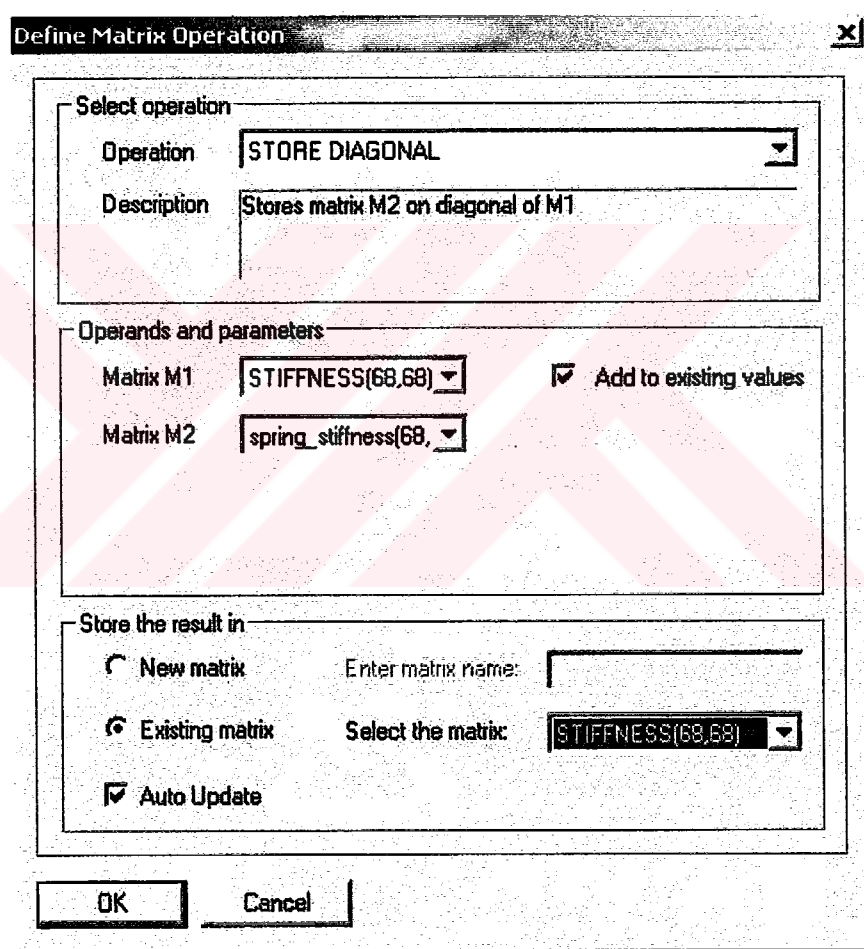 Define Matrix Operation
Select operation
Operation STORE DIAGONAL
Description Stores matrix M2 on diagonal of M1
Operands and parameters
Matrix M1 STIFFNESS(68,68) Add to existing values
Matrix M2 spring_stiffness(68,
Store the result in
New matrix Enter matrix name:
Existing matrix Select the matrix: STIFFNESS(68,68)
Auto Update
OK Cancel